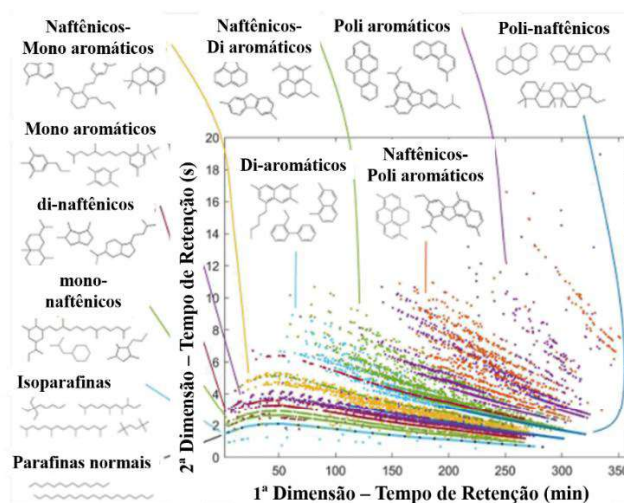 Naftênicos-
Mono aromáticos
Naftênicos-
Di aromáticos
Poli aromáticos
Poli-naftênicos
Mono aromáticos
di-naftênicos
mono-
naftênicos
Isoparafinas
Parafinas normais
Di-aromáticos
Naftênicos-
Poli aromáticos
2ª Dimensão – Tempo de Retenção (s)
20
18
16
14
12
10
8
6
4
2
0
50
100
150
200
250
300
350
1ª Dimensão – Tempo de Retenção (min)